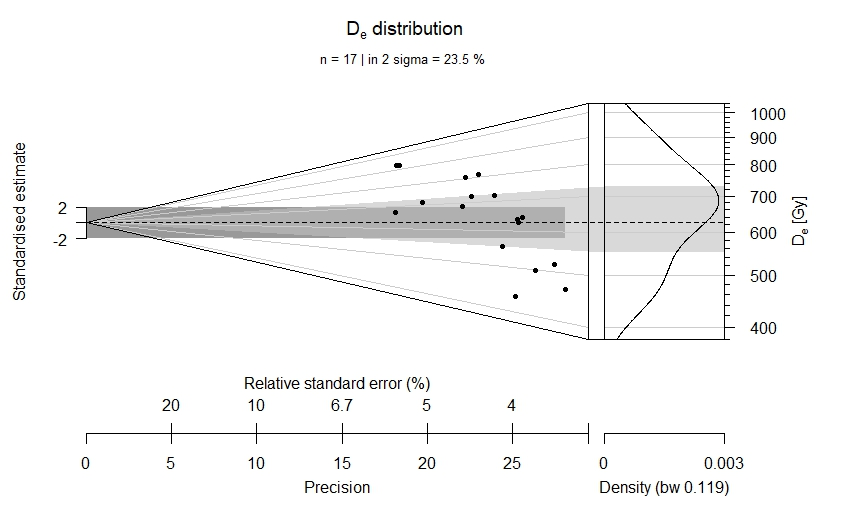 De distribution
n = 17 | in 2 sigma = 23.5 %
Standardised estimate
2
-2
1000
900
800
700
600
500
400
De [Gy]
Relative standard error (%)
20 10 6.7 5 4
0 5 10 15 20 25 0 0.003
Precision Density (bw 0.119)